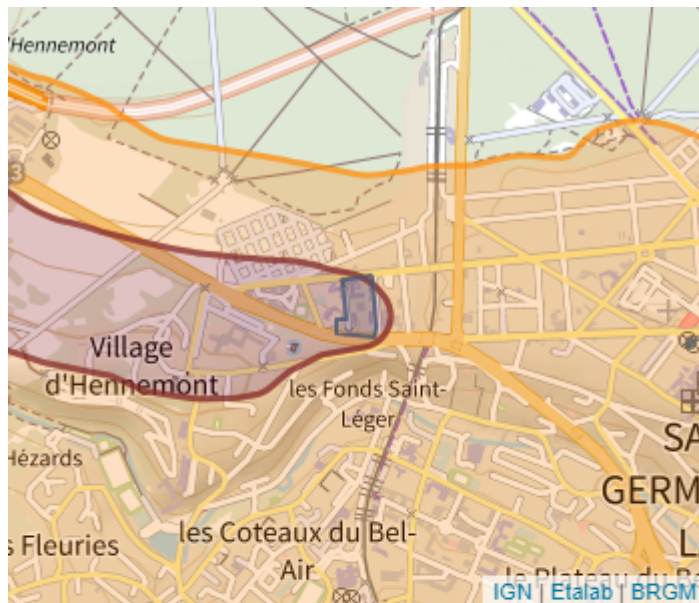 'Hennemont
3
Village
d'Hennemont
les Fonds Saint-
Léger
Hézards
SA
GERM
L
s Fleuries
les Coteaux du Bel-
Air
IGN | Etalab | BRGM